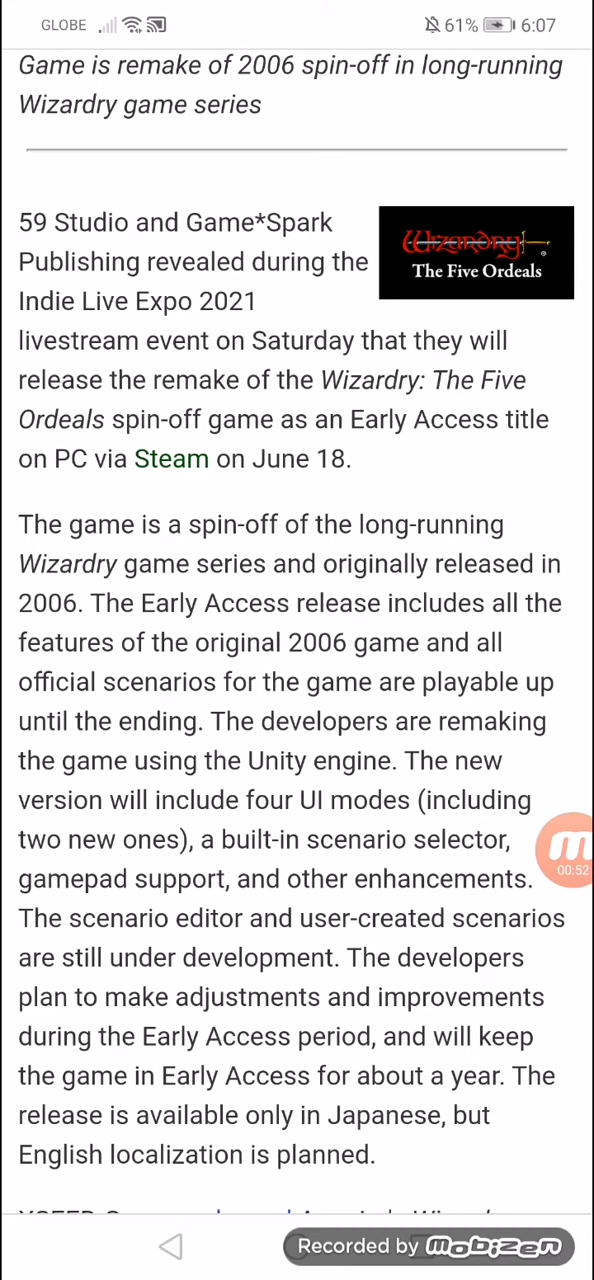 GLOBE 61% 6:07
Game is remake of 2006 spin-off in long-running
Wizardry game series
59 Studio and Game*Spark
Publishing revealed during the
Indie Live Expo 2021
Wizardry
The Five Ordeals
livestream event on Saturday that they will
release the remake of the Wizardry: The Five
Ordeals spin-off game as an Early Access title
on PC via Steam on June 18.
The game is a spin-off of the long-running
Wizardry game series and originally released in
2006. The Early Access release includes all the
features of the original 2006 game and all
official scenarios for the game are playable up
until the ending. The developers are remaking
the game using the Unity engine. The new
version will include four UI modes (including
two new ones), a built-in scenario selector,
gamepad support, and other enhancements.
The scenario editor and user-created scenarios
are still under development. The developers
plan to make adjustments and improvements
during the Early Access period, and will keep
the game in Early Access for about a year. The
release is available only in Japanese, but
English localization is planned.
m
00:52
Recorded by mobizen